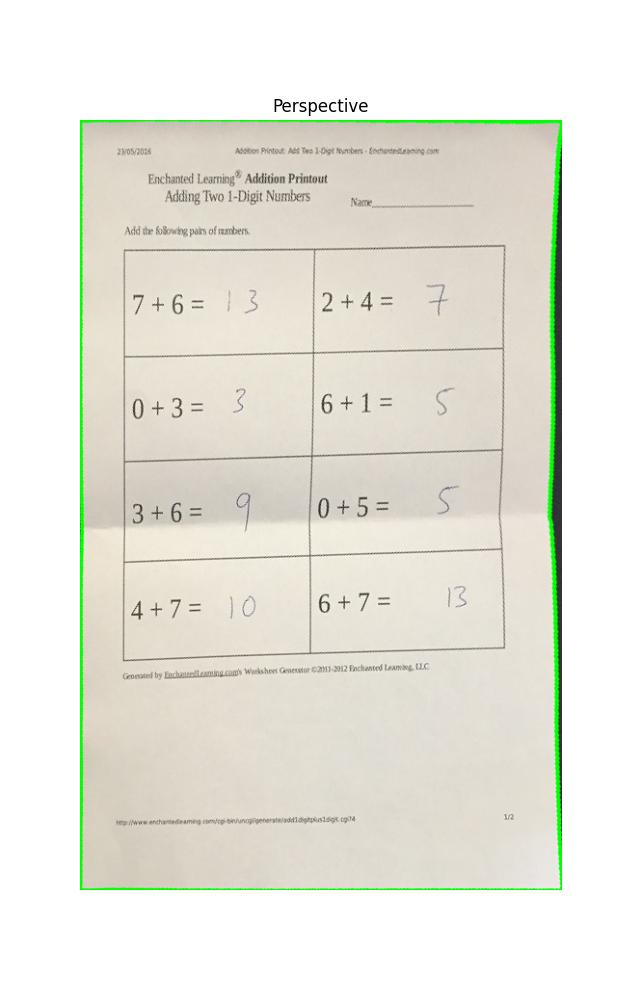 Perspective
23/05/2016 Addition Printout: Add Two 1-Digit Numbers - EnchantedLearning.com
Enchanted Learning® Addition Printout
Adding Two 1-Digit Numbers
Name
Add the following pairs of numbers.
7 + 6 = 13 2 + 4 = 7
0 + 3 = 3 6 + 1 = 5
3 + 6 = 9 0 + 5 = 5
4 + 7 = 10 6 + 7 = 13
Generated by EnchantedLearning.com's Worksheet Generator ©2011-2012 Enchanted Learning, LLC
http://www.enchantedlearning.com/cgi-bin/uncgi/generate/add1digitplus1digit.cgi?4 1/2